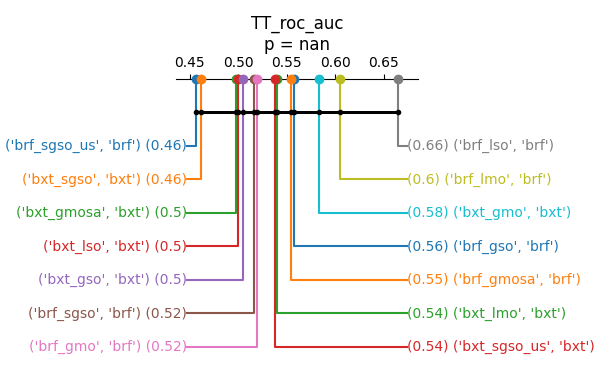 TT_roc_auc
p = nan
0.45 0.50 0.55 0.60 0.65
('brf_sgso_us', 'brf') (0.46)
(0.66) ('brf_lso', 'brf')
('bxt_sgso', 'bxt') (0.46)
(0.6) ('brf_lmo', 'brf')
('bxt_gmosa', 'bxt') (0.5)
(0.58) ('bxt_gmo', 'bxt')
('bxt_lso', 'bxt') (0.5)
(0.56) ('brf_gso', 'brf')
('bxt_gso', 'bxt') (0.5)
(0.55) ('brf_gmosa', 'brf')
('brf_sgso', 'brf') (0.52)
(0.54) ('bxt_lmo', 'bxt')
('brf_gmo', 'brf') (0.52)
(0.54) ('bxt_sgso_us', 'bxt')